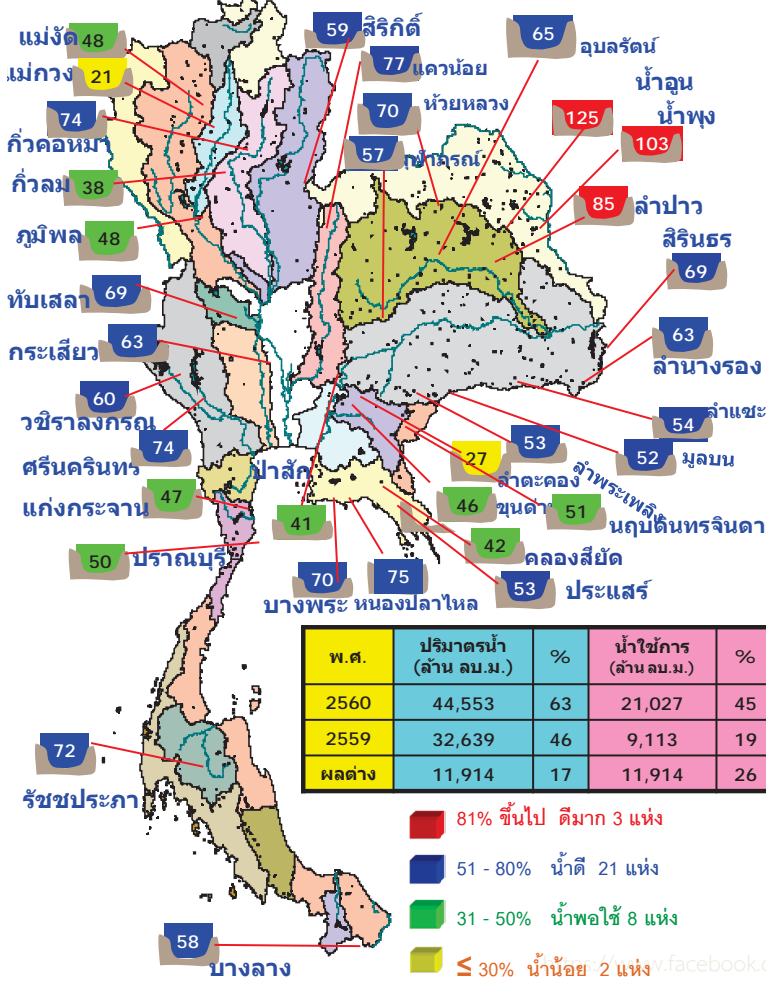 59 สิริกิติ์
แม่งัด 48
65 อุบลรัตน์
77 แควน้อย
21
น้ำอูน
70 ห้วยหลวง
125 น้ำพุง
74
103
กิ่วคอหมา
57
กิ่วลม 38
85 ลำปาว
ภูมิพล 48
สิรินธร
69
ทับเสลา 69
กระเสียว 63
63
ลำนางรอง
60
วชิราลงกรณ
54 ลำแชะ
74
53
52 มูลบน
ศรีนครินทร
ป่าสัก
27
ลำตะคอง
ลำพระเพลิง
แก่งกระจาน 47
46 ขุนด่าน
51
41
นฤบดินทรจินดา
50 ปราณบุรี
42 คลองสียัด
70
75
53 ประแสร์
บางพระ หนองปลาไหล
พ.ศ. ปริมาตรน้ำ (ล้าน ลบ.ม.) % น้ำใช้การ (ล้าน ลบ.ม.) %
2560 44,553 63 21,027 45
2559 32,639 46 9,113 19
ผลต่าง 11,914 17 11,914 26
72
รัชชประภา
81% ขึ้นไป ดีมาก 3 แห่ง
51 - 80% น้ำดี 21 แห่ง
31 - 50% น้ำพอใช้ 8 แห่ง
≤ 30% น้ำน้อย 2 แห่ง
58
บางลาง
https://www.facebook.c